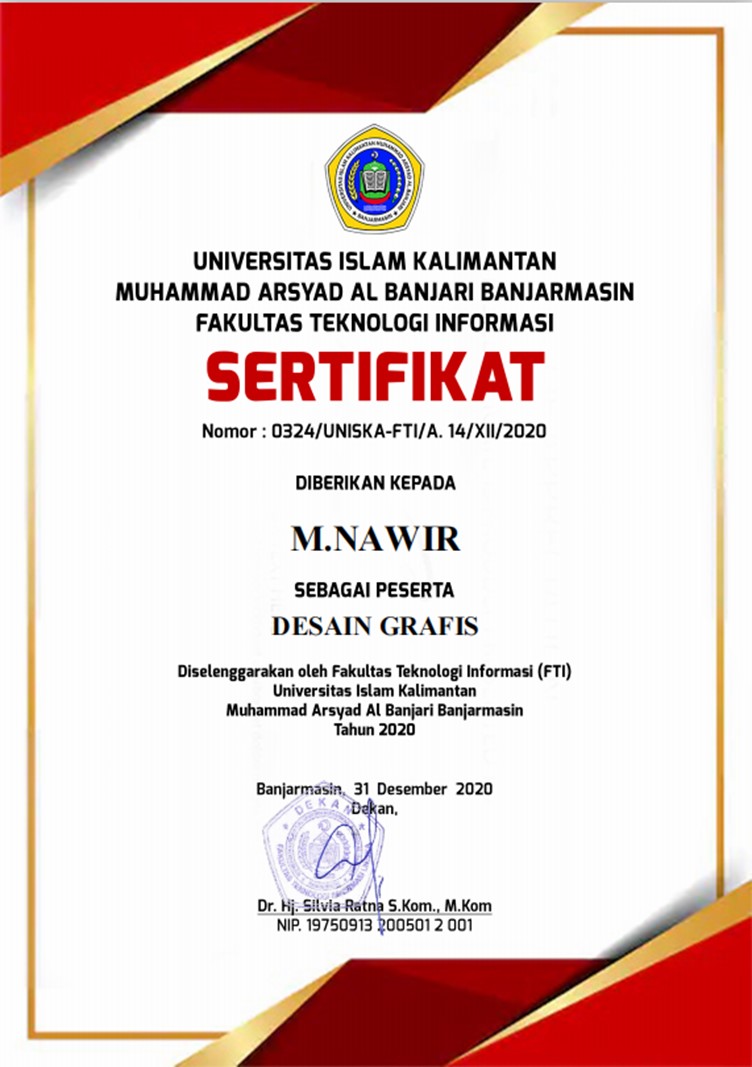 UNIVERSITAS ISLAM KALIMANTAN
MUHAMMAD ARSYAD AL BANJARI BANJARMASIN
FAKULTAS TEKNOLOGI INFORMASI
SERTIFIKAT
Nomor : 0324/UNISKA-FTI/A. 14/XII/2020
DIBERIKAN KEPADA
M.NAWIR
SEBAGAI PESERTA
DESAIN GRAFIS
Diselenggarakan oleh Fakultas Teknologi Informasi (FTI)
Universitas Islam Kalimantan
Muhammad Arsyad Al Banjari Banjarmasin
Tahun 2020
Banjarmasin, 31 Desember 2020
Dekan,
DEKAN
FAKULTAS TEKNOLOGI INFORMASI
Dr. Hj. Silvia Ratna S.Kom., M.Kom
NIP. 19750913 200501 2 001